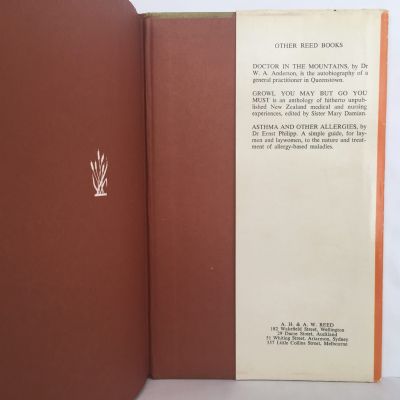 OTHER REED BOOKS
DOCTOR IN THE MOUNTAINS, by Dr
W. A. Anderson, is the autobiography of a
general practitioner in Queenstown.
GROWL YOU MAY BUT GO YOU
MUST is an anthology of hitherto unpub-
lished New Zealand medical and nursing
experiences, edited by Sister Mary Damian.
ASTHMA AND OTHER ALLERGIES, by
Dr Ernst Philipp. A simple guide, for lay-
men and laywomen, to the nature and treat-
ment of allergy-based maladies.
A. H. & A. W. REED
182 Wakefield Street, Wellington
29 Dacre Street, Auckland
51 Whiting Street, Artarmon, Sydney
357 Little Collins Street, Melbourne